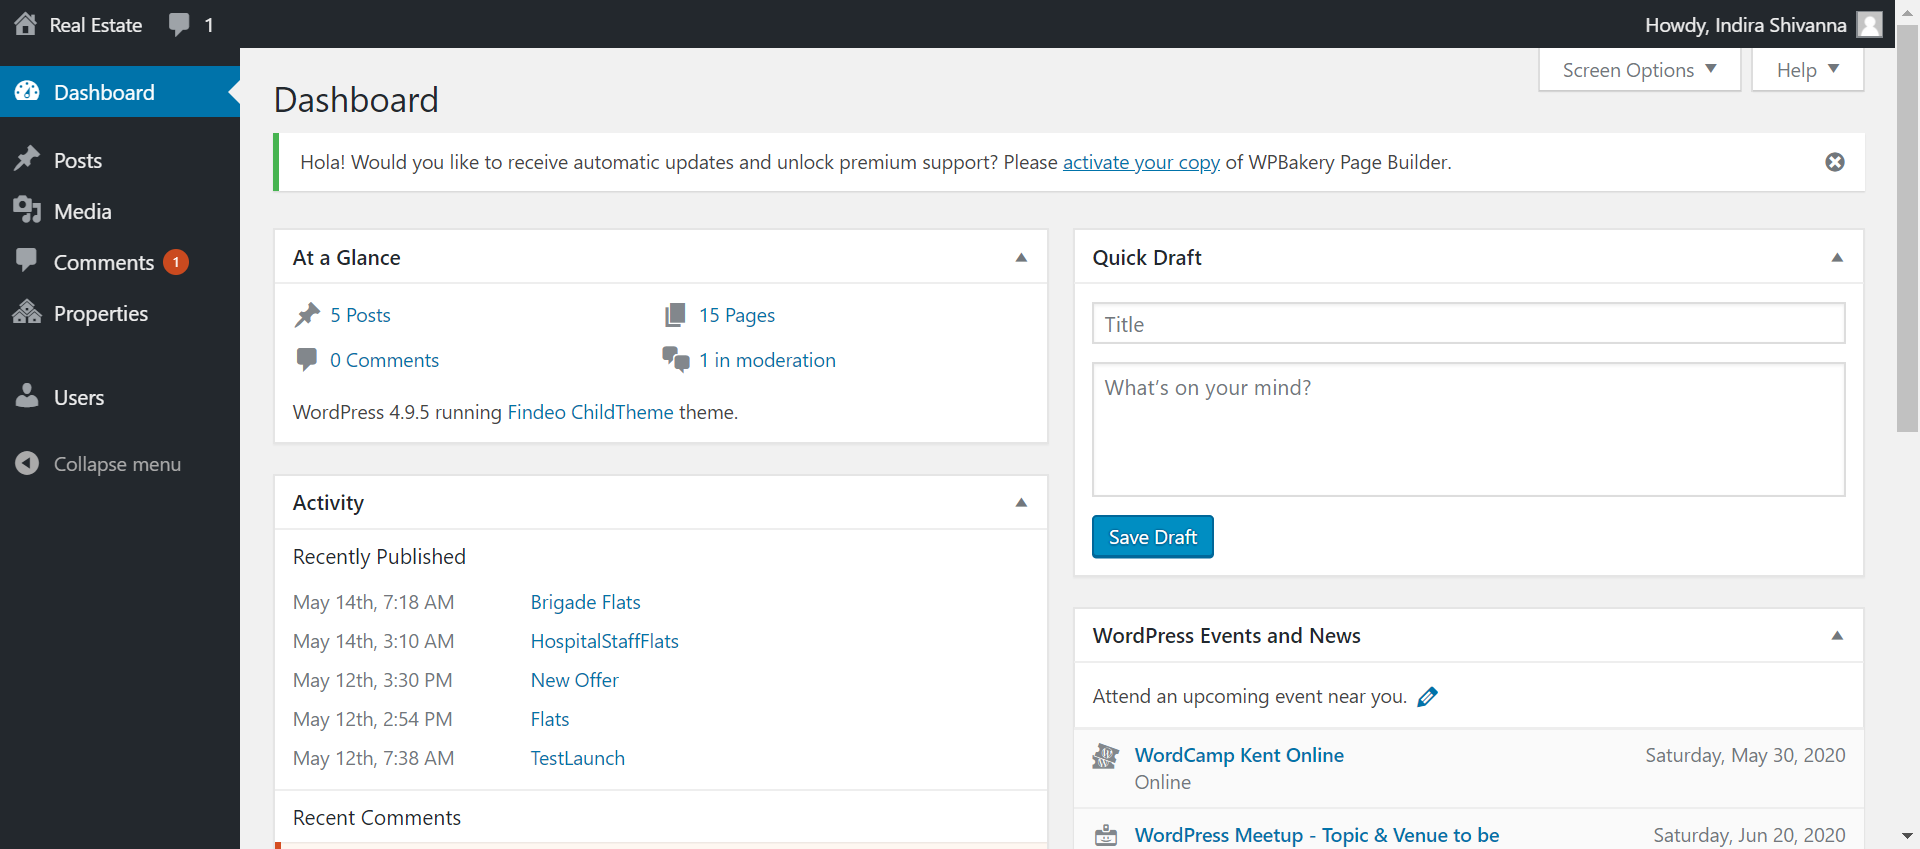 Real Estate
1
Howdy, Indira Shivanna
Screen Options
Help
Dashboard
Posts
Media
Comments 1
Properties
Users
Collapse menu
Dashboard
Hola! Would you like to receive automatic updates and unlock premium support? Please activate your copy of WPBakery Page Builder.
At a Glance
5 Posts
15 Pages
0 Comments
1 in moderation
WordPress 4.9.5 running Findeo ChildTheme theme.
Activity
Recently Published
May 14th, 7:18 AM Brigade Flats
May 14th, 3:10 AM HospitalStaffFlats
May 12th, 3:30 PM New Offer
May 12th, 2:54 PM Flats
May 12th, 7:38 AM TestLaunch
Recent Comments
Quick Draft
Title
What's on your mind?
Save Draft
WordPress Events and News
Attend an upcoming event near you.
WordCamp Kent Online Saturday, May 30, 2020
Online
WordPress Meetup - Topic & Venue to be Saturday, Jun 20, 2020